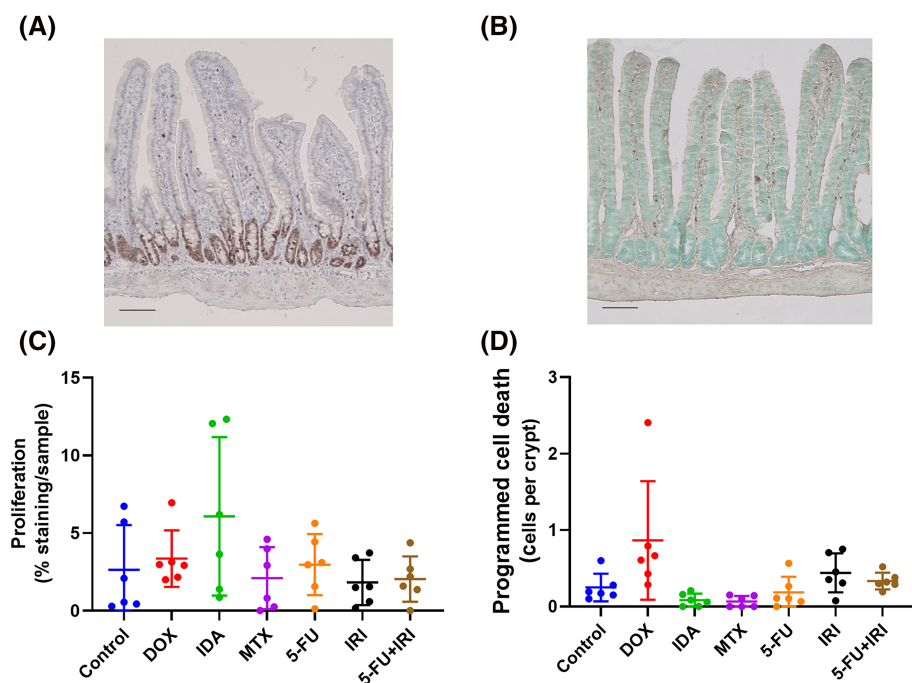 (A)
(B)
(C)
(D)
Proliferation
(% staining/sample)
15
10
5
0
Control
DOX
IDA
MTX
5-FU
IRI
5-FU+IRI
Programmed cell death
(cells per crypt)
3
2
1
0
Control
DOX
IDA
MTX
5-FU
IRI
5-FU+IRI